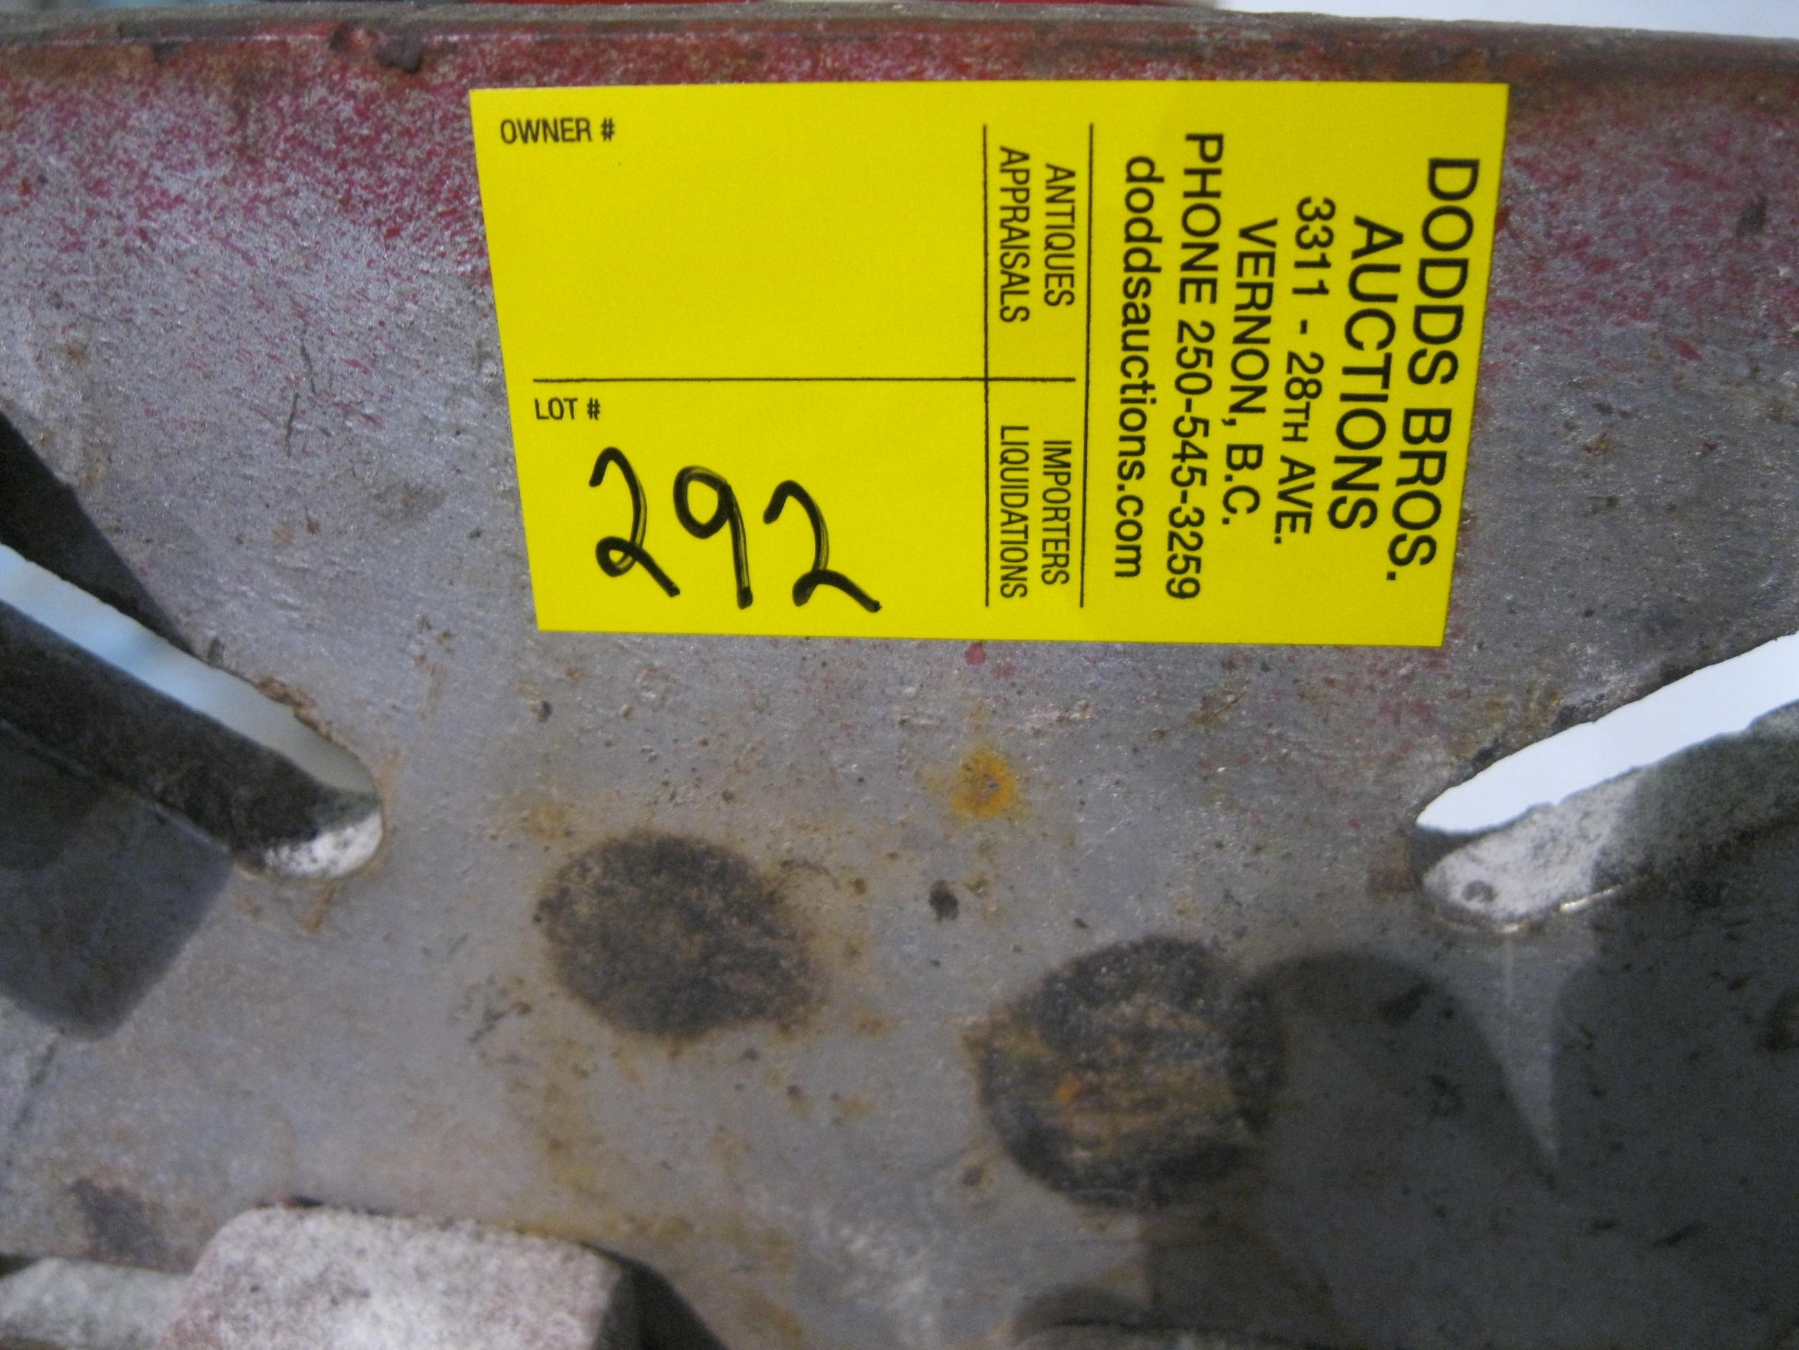 DODDS BROS.
AUCTIONS
3311 - 28TH AVE.
VERNON, B.C.
PHONE 250-545-3259
doddsauctions.com
ANTIQUES
APPRAISALS
IMPORTERS
LIQUIDATIONS
OWNER #
LOT #
292